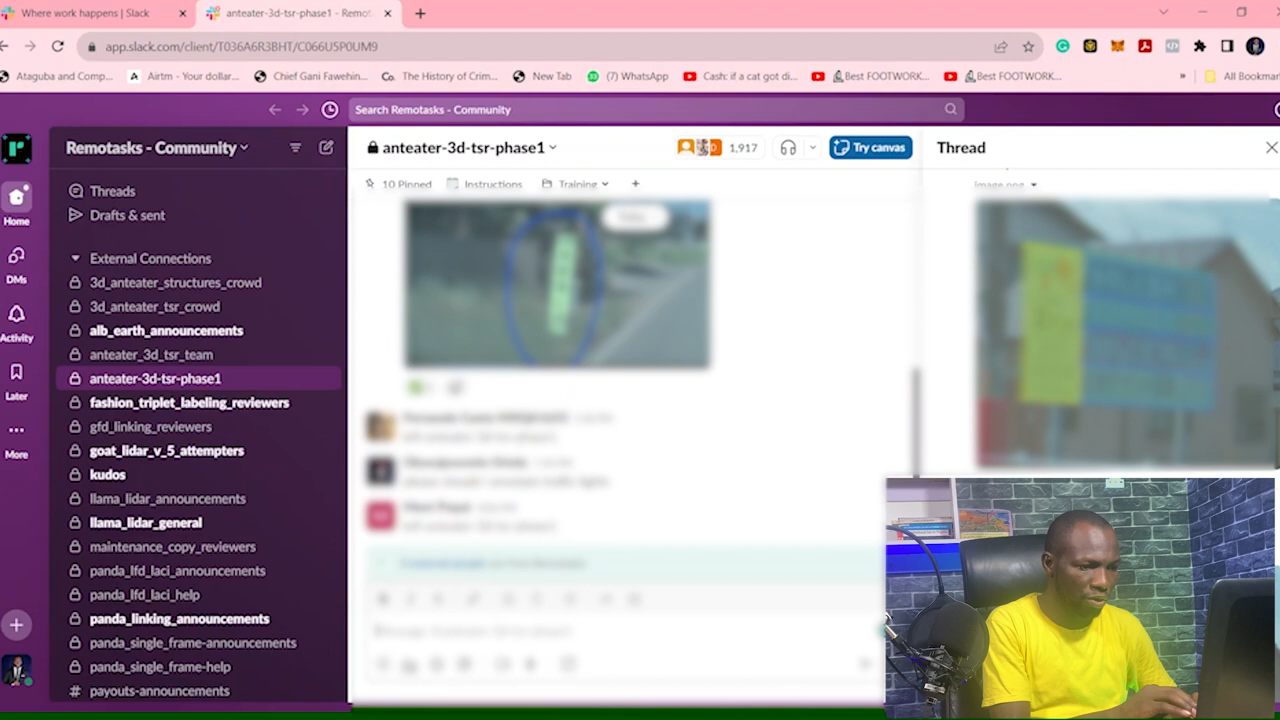 Where work happens | Slack
anteater-3d-tsr-phase1 - Remot
app.slack.com/client/T036A6R3BHT/C066U5P0UM9
Ataguba and Comp...
Airtm - Your dollar...
Chief Gani Fawehin...
Co. The History of Crim...
New Tab
(7) WhatsApp
Cash: if a cat got di...
Best FOOTWORK...
Best FOOTWORK...
»
All Bookmar
Search Remotasks - Community
Remotasks - Community
anteater-3d-tsr-phase1
1,917
Try canvas
Thread
10 Pinned
Instructions
Training
image.png
Home
DMs
Activity
Later
More
Threads
Drafts & sent
External Connections
3d_anteater_structures_crowd
3d_anteater_tsr_crowd
alb_earth_announcements
anteater_3d_tsr_team
anteater-3d-tsr-phase1
fashion_triplet_labeling_reviewers
gfd_linking_reviewers
goat_lidar_v_5_attempters
kudos
llama_lidar_announcements
llama_lidar_general
maintenance_copy_reviewers
panda_lfd_laci_announcements
panda_lfd_laci_help
panda_linking_announcements
panda_single_frame-announcements
panda_single_frame-help
# payouts-announcements